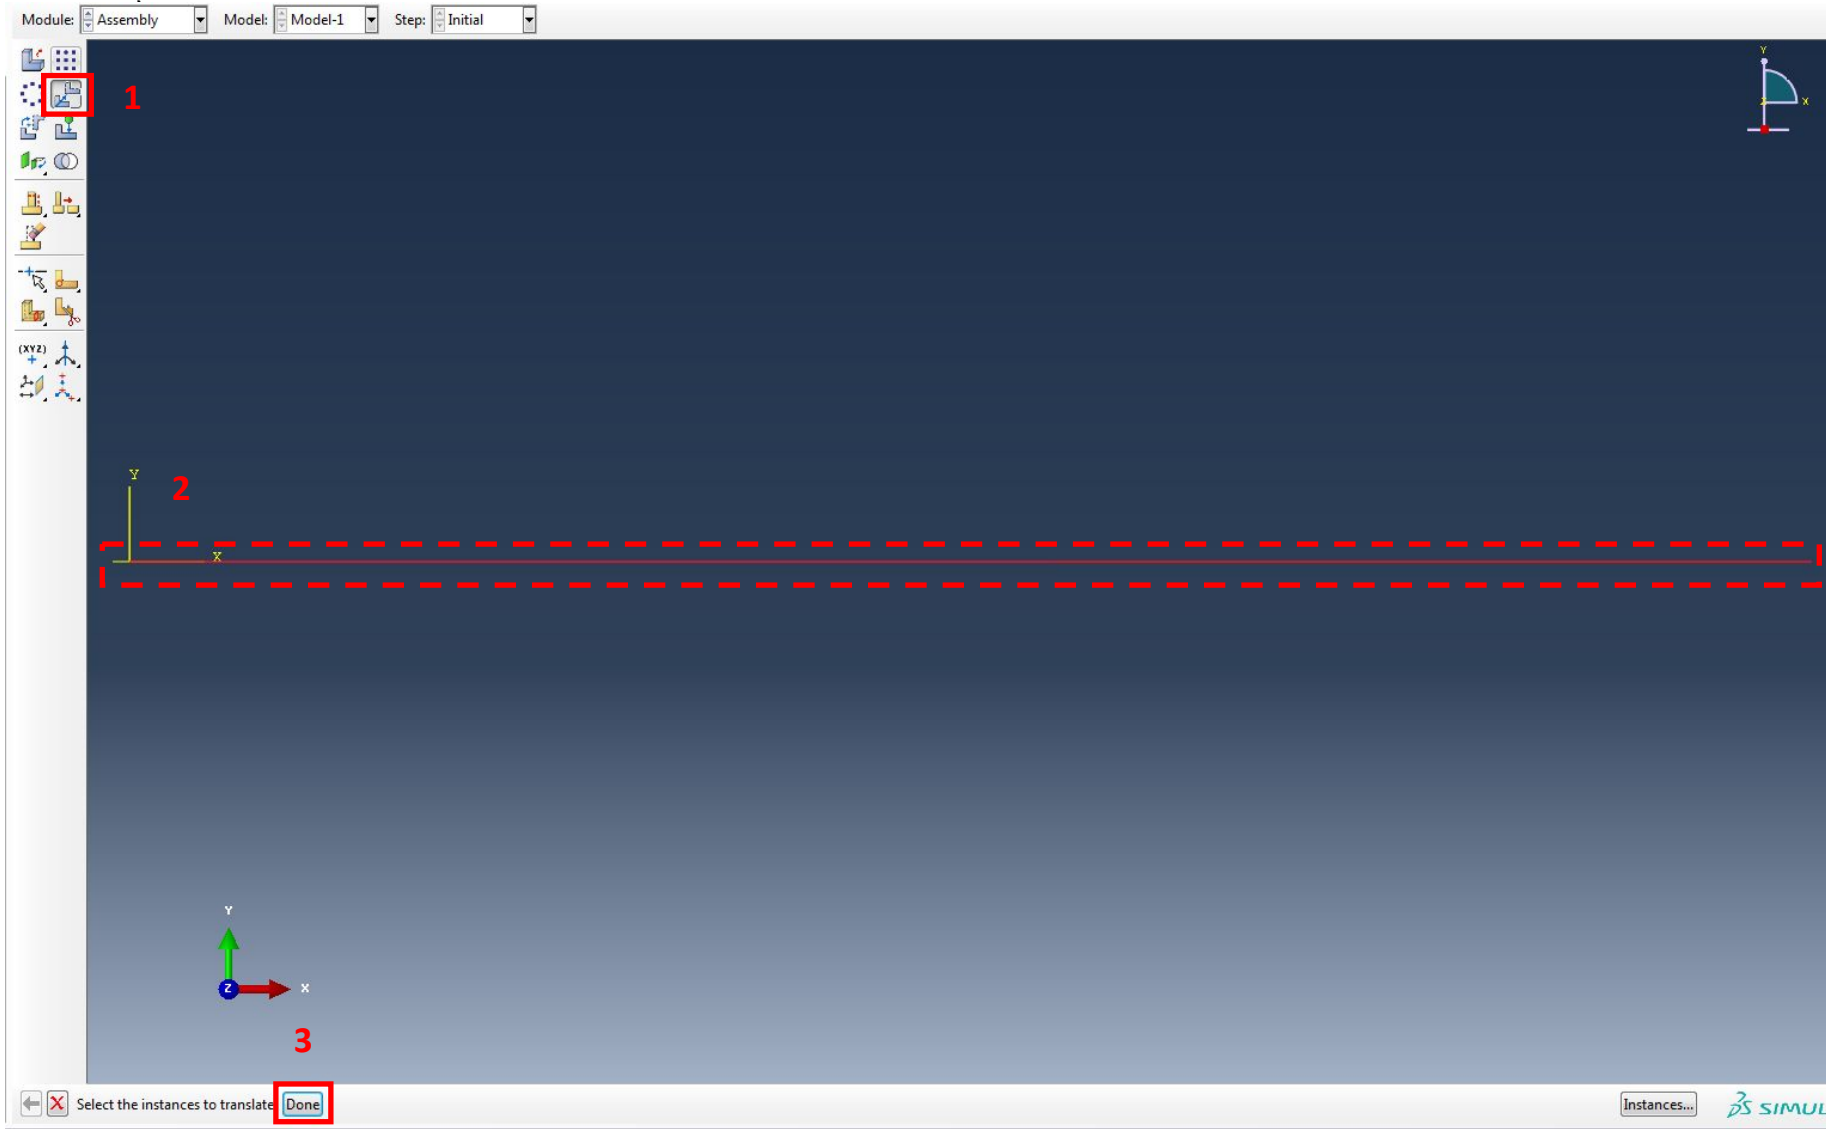 Module: Assembly Model: Model-1 Step: Initial
Y
X
Z
1
(XYZ)
Y
2
X
Y
Z X
3
Select the instances to translate Done Instances... SIMUL